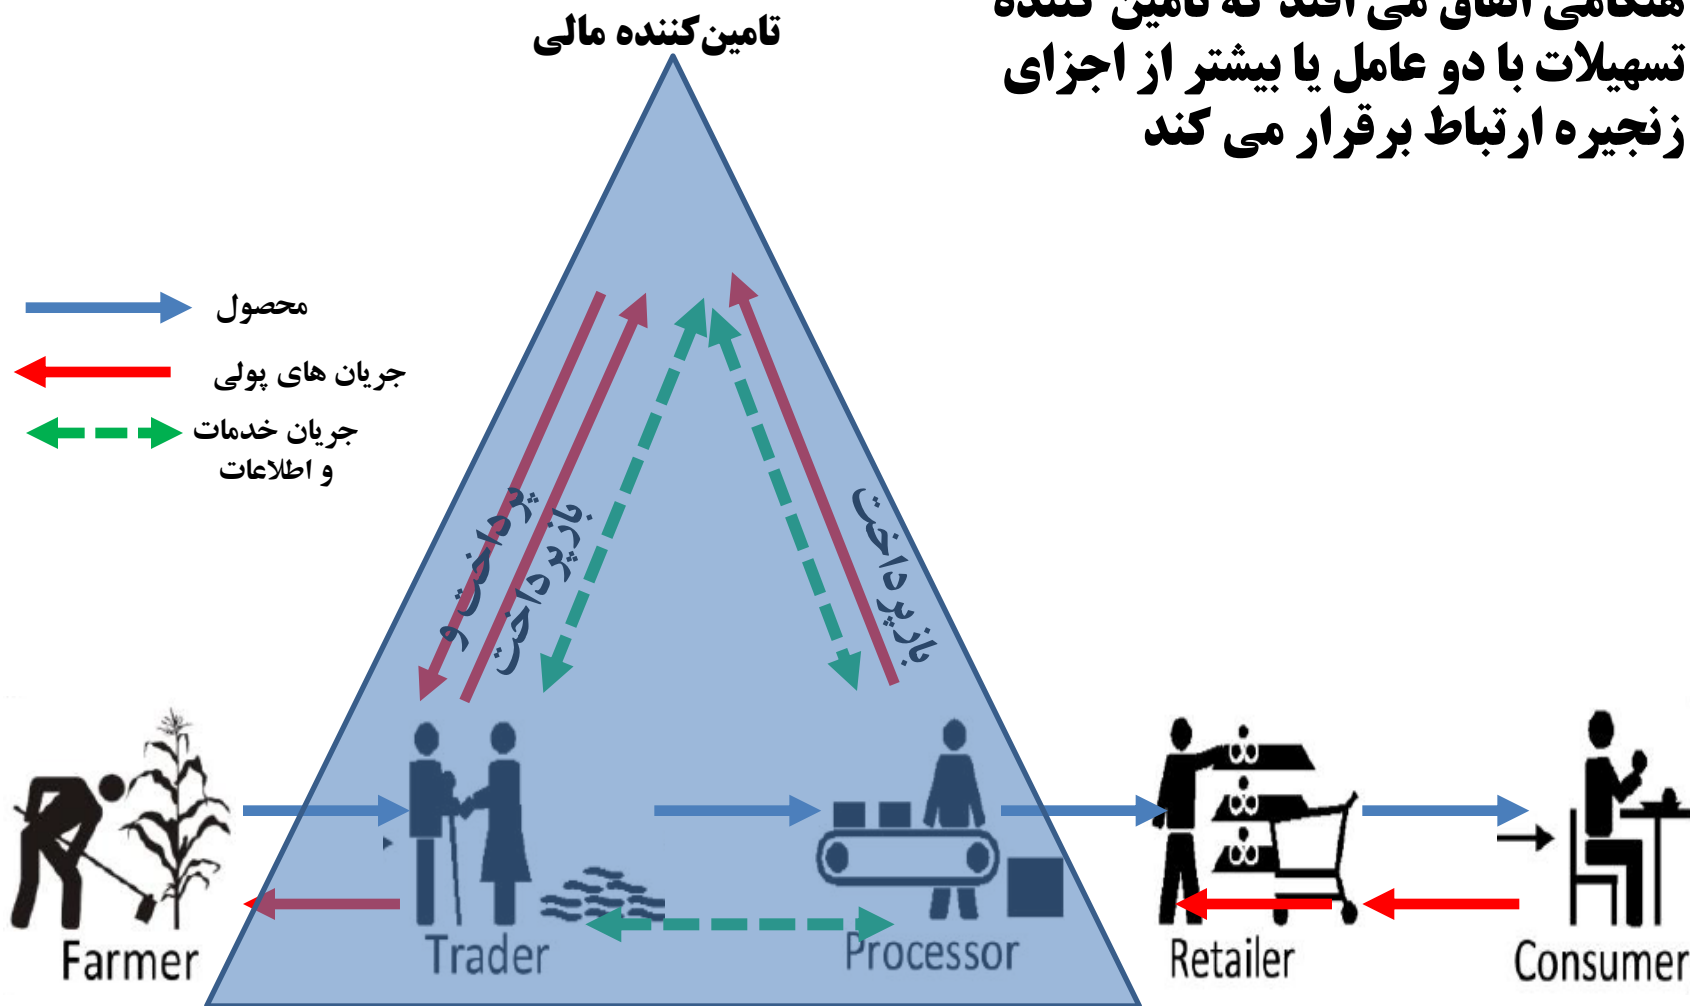 هنگامی اتفاق می افتد که تامین کننده
تسهیلات با دو عامل یا بیشتر از اجزای
زنجیره ارتباط برقرار می کند
تامین‌کننده مالی
محصول
جریان های پولی
جریان خدمات
و اطلاعات
پرداخت و
بازپرداخت
بازپرداخت
Farmer
Trader
Processor
Retailer
Consumer